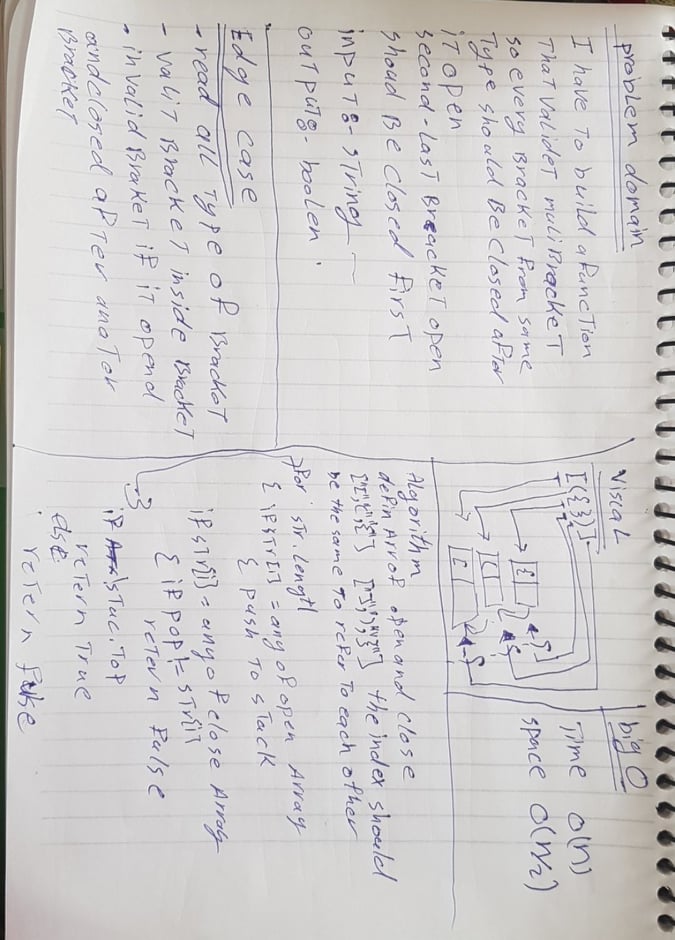 problem domain
I have to build a function
That validet muli Bracket
so every Bracket From same
Type should Be closed after
iT open
second-last Bracket open
shoud Be closed First
input:- string
output:- boolen.
Edge case
- read all Type of Bracket
- valit Bracket inside Bracket
- invalid Braket if it opend
and closed after anoTor
Bracket
visual
[({})]
big O
Time O(n)
space O(n/2)
Algorithm
defin Arr of open and close
the index should
be the same to refer To each other
for str.length
{ if str[i] = any of open Array
{ push To stack
if str[i] = any of close Array
{ if pop != str[i]
retern False
if stac.Top
retern True
else
retern false